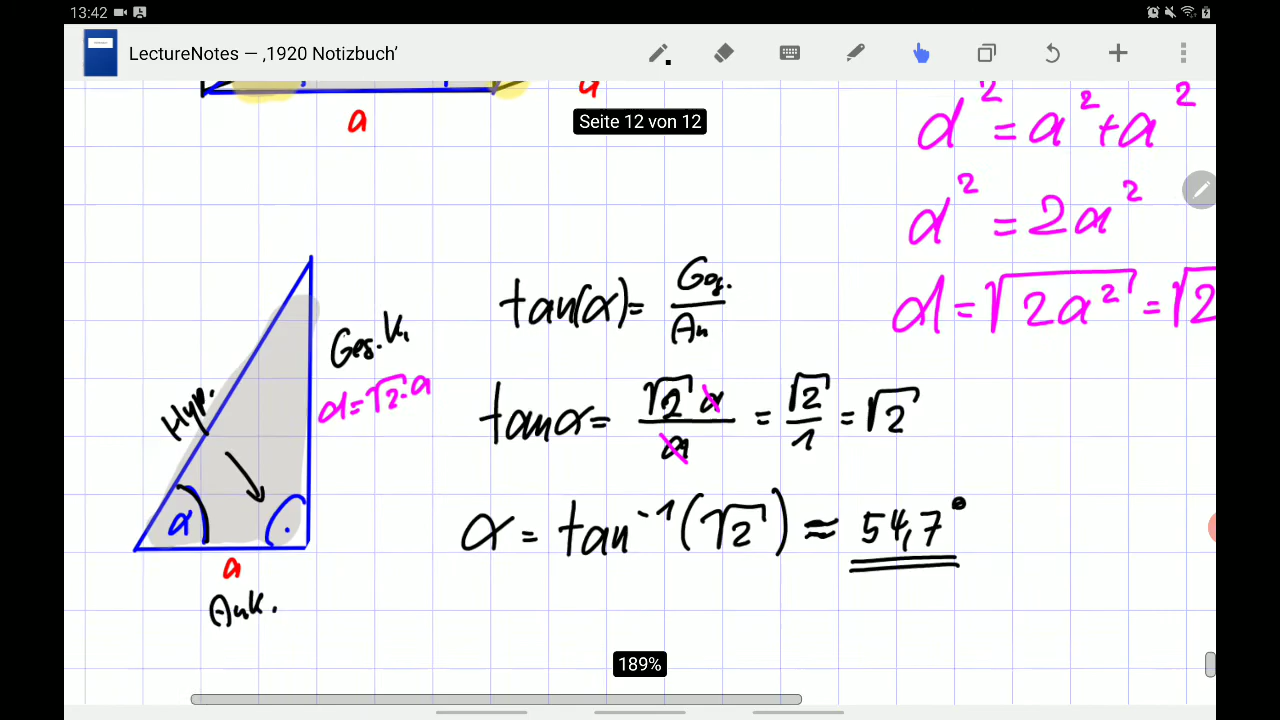 13:42
LectureNotes — ‚1920 Notizbuch’
a
a
Seite 12 von 12
d² = a² + a²
d² = 2a²
d = √2a² = √2
tan(α) = Geg. / An
Geg. K.
d = √2 · a
Hyp.
tan α = √2 a / a = √2 / 1 = √2
α
a
Ank.
α = tan⁻¹(√2) ≈ 54,7°
189%